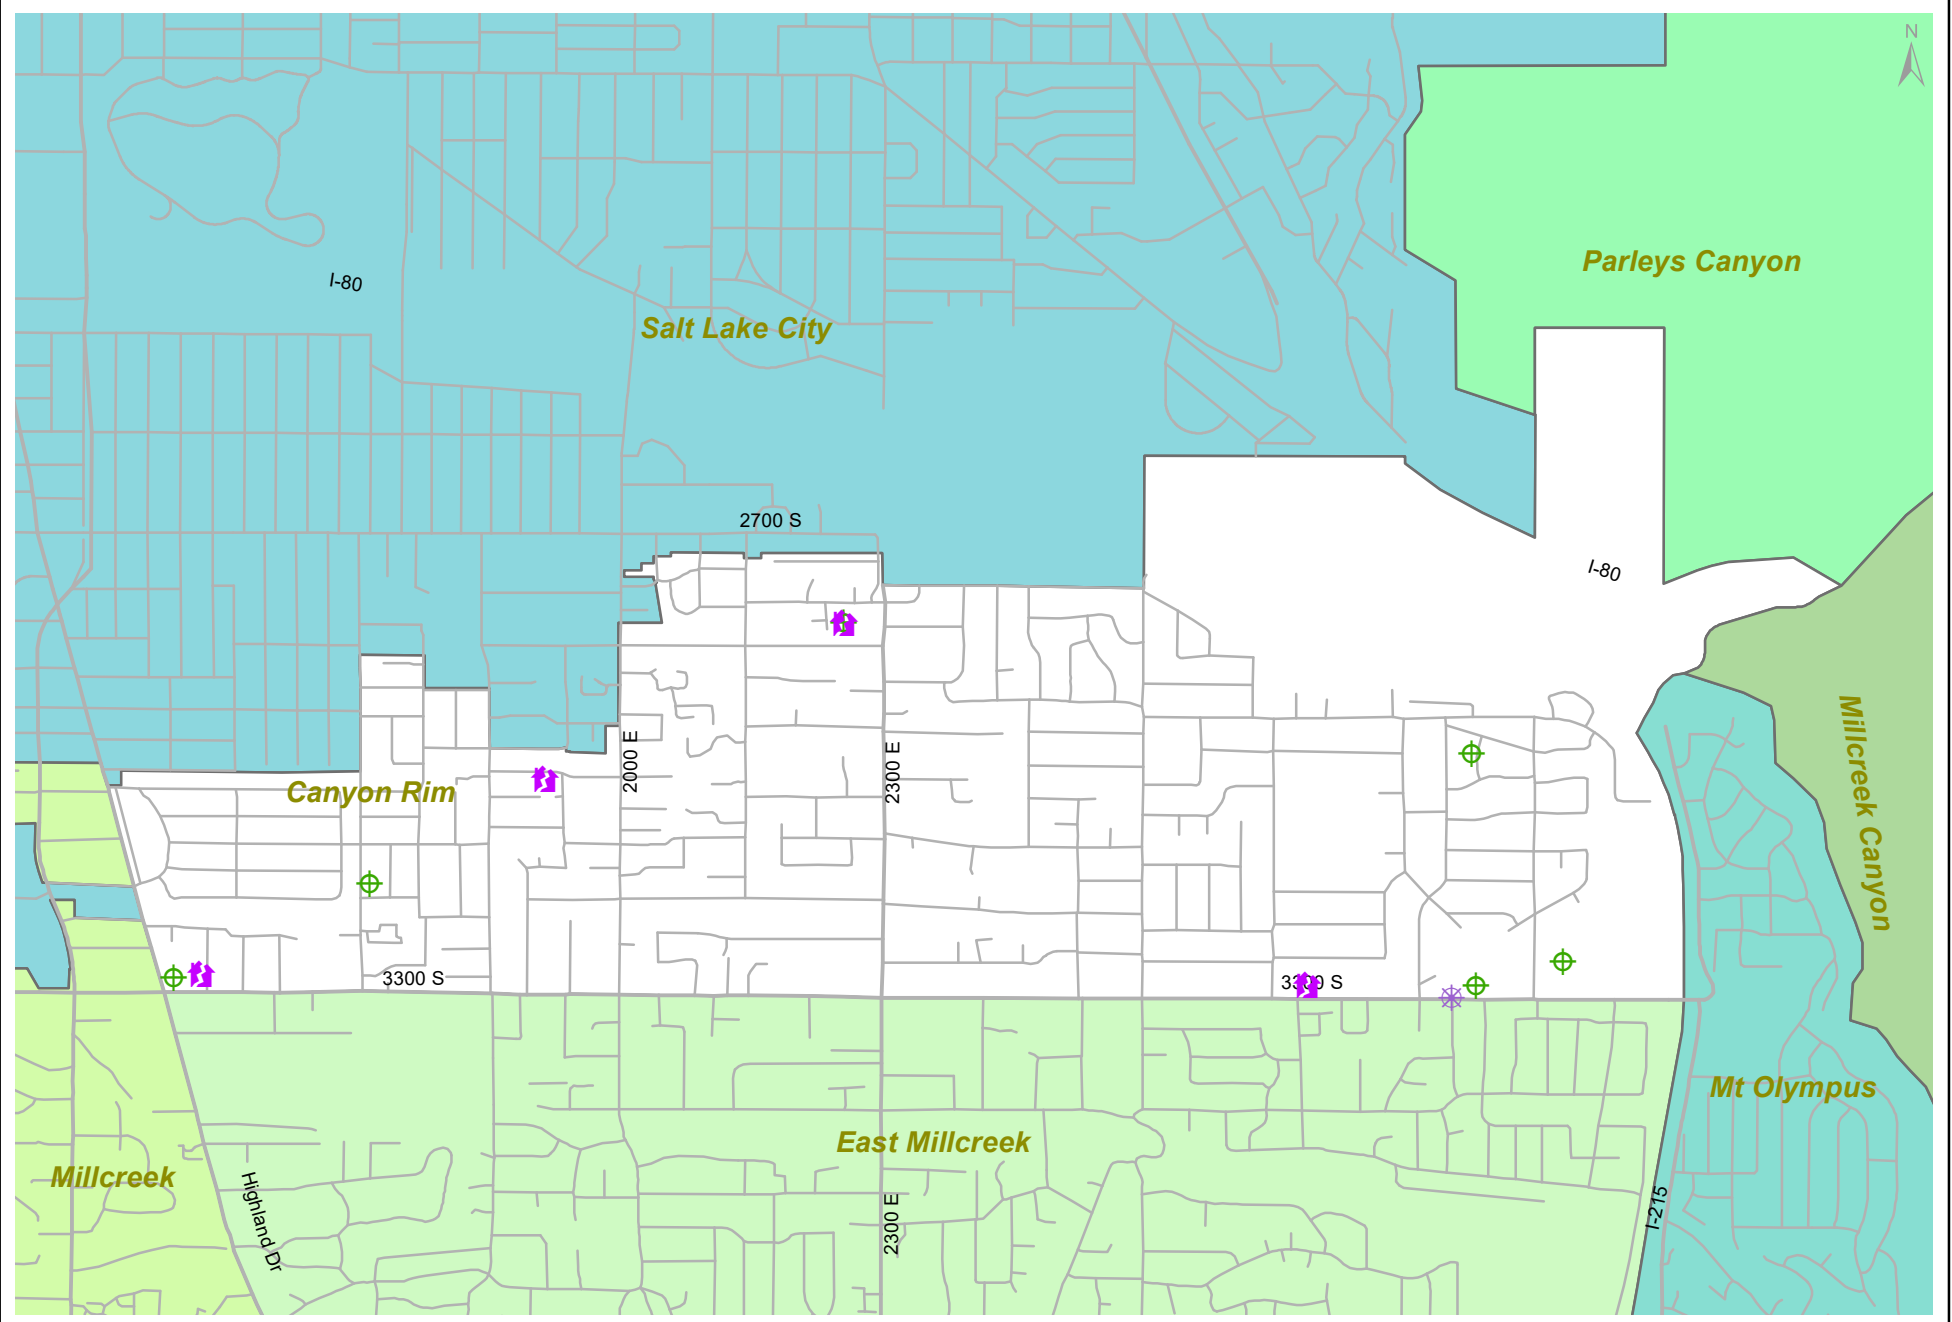 N
Parleys Canyon
I-80
Salt Lake City
2700 S
I-80
2000 E
2300 E
Canyon Rim
Millcreek Canyon
3300 S
3300 S
Mt Olympus
East Millcreek
Millcreek
Highland Dr
2300 E
I-215